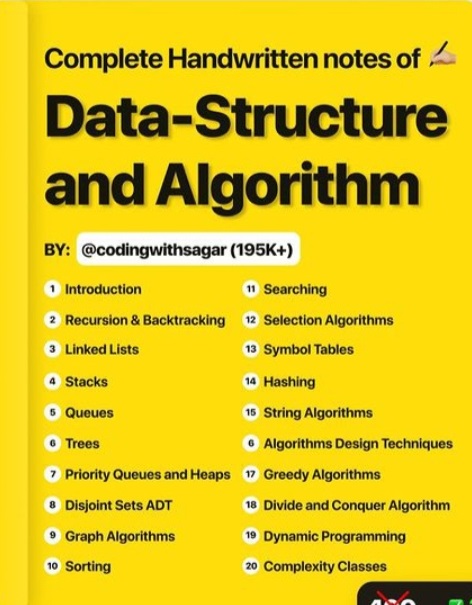 Complete Handwritten notes of ✍🏼
Data-Structure
and Algorithm
BY: @codingwithsagar (195K+)
1 Introduction
2 Recursion & Backtracking
3 Linked Lists
4 Stacks
5 Queues
6 Trees
7 Priority Queues and Heaps
8 Disjoint Sets ADT
9 Graph Algorithms
10 Sorting
11 Searching
12 Selection Algorithms
13 Symbol Tables
14 Hashing
15 String Algorithms
6 Algorithms Design Techniques
17 Greedy Algorithms
18 Divide and Conquer Algorithm
19 Dynamic Programming
20 Complexity Classes